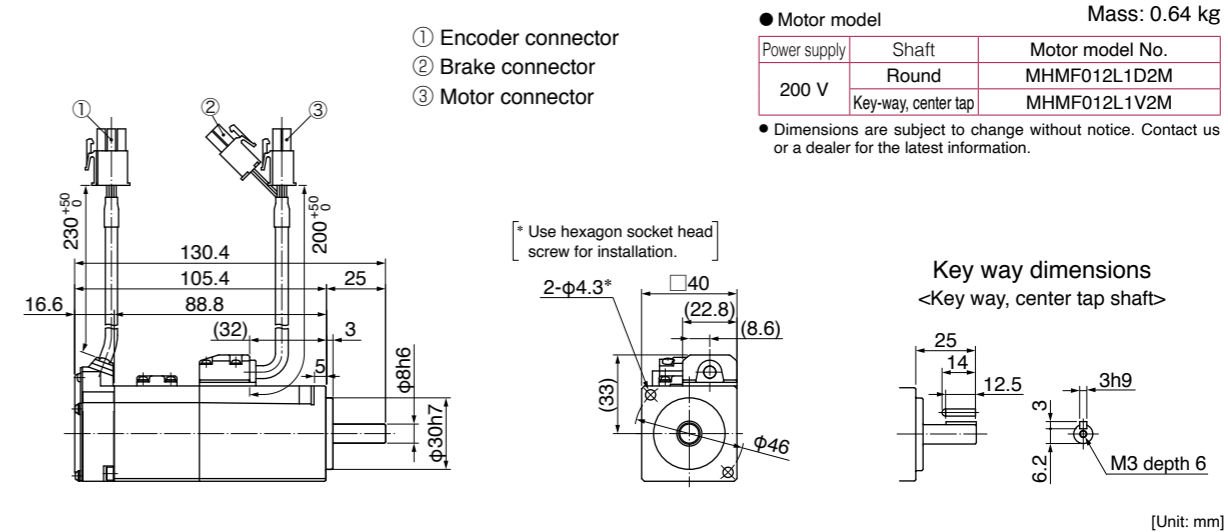 ① Encoder connector
② Brake connector
③ Motor connector
● Motor model
Mass: 0.64 kg
Power supply Shaft Motor model No.
200 V
Round MHMF012L1D2M
Key-way, center tap MHMF012L1V2M
● Dimensions are subject to change without notice. Contact us
or a dealer for the latest information.
①
②
③
230 +50 0
200 +50 0
130.4
105.4
25
16.6
88.8
(32)
3
5
φ8h6
φ30h7
* Use hexagon socket head
screw for installation.
2-φ4.3*
□40
(22.8)
(8.6)
(33)
φ46
Key way dimensions
<Key way, center tap shaft>
25
14
12.5
3h9
3
6.2
M3 depth 6
[Unit: mm]